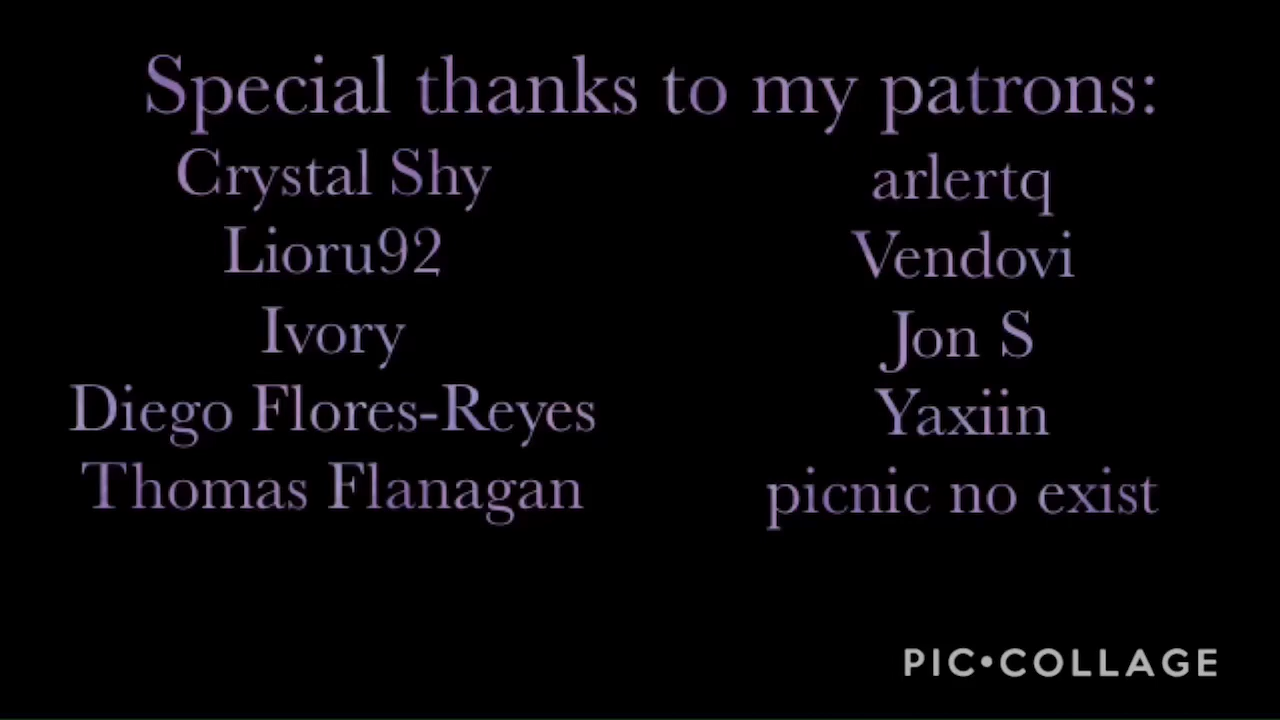 Special thanks to my patrons:
Crystal Shy
Lioru92
Ivory
Diego Flores-Reyes
Thomas Flanagan
arlertq
Vendovi
Jon S
Yaxiin
picnic no exist
PIC•COLLAGE